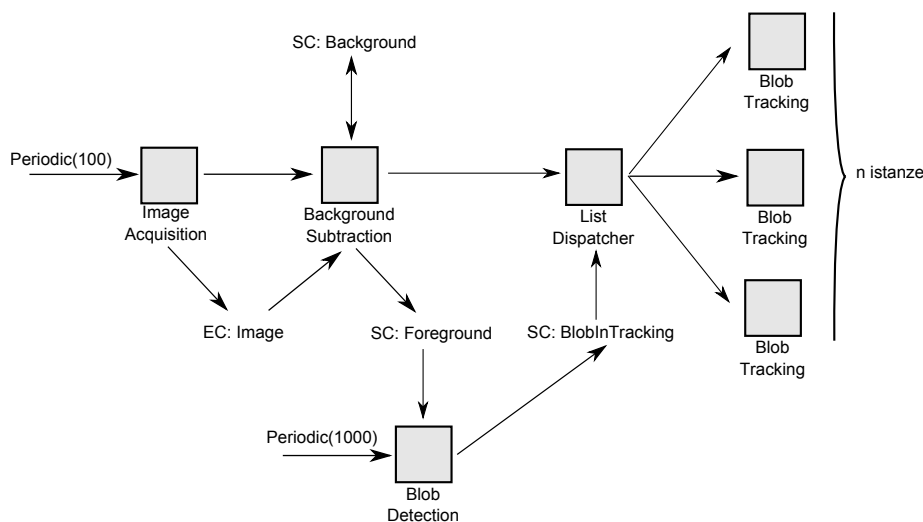 SC: Background
Blob
Tracking
Periodic(100)
Image
Acquisition
Background
Subtraction
List
Dispatcher
Blob
Tracking
n istanze
EC: Image
SC: Foreground
SC: BlobInTracking
Blob
Tracking
Periodic(1000)
Blob
Detection